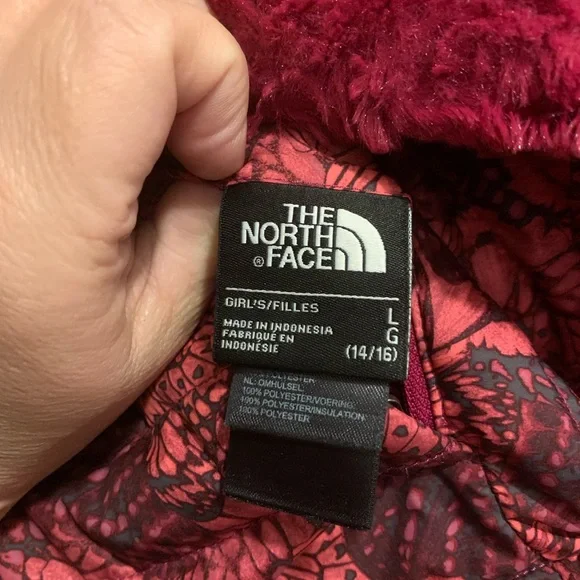 THE
NORTH
FACE
®
GIRL'S/FILLES
MADE IN INDONESIA
FABRIQUÉ EN
INDONÉSIE
L
G
(14/16)
POLYESTER
NL: OMHULSEL:
100% POLYESTER/VOERING:
100% POLYESTER/INSULATION:
100% POLYESTER